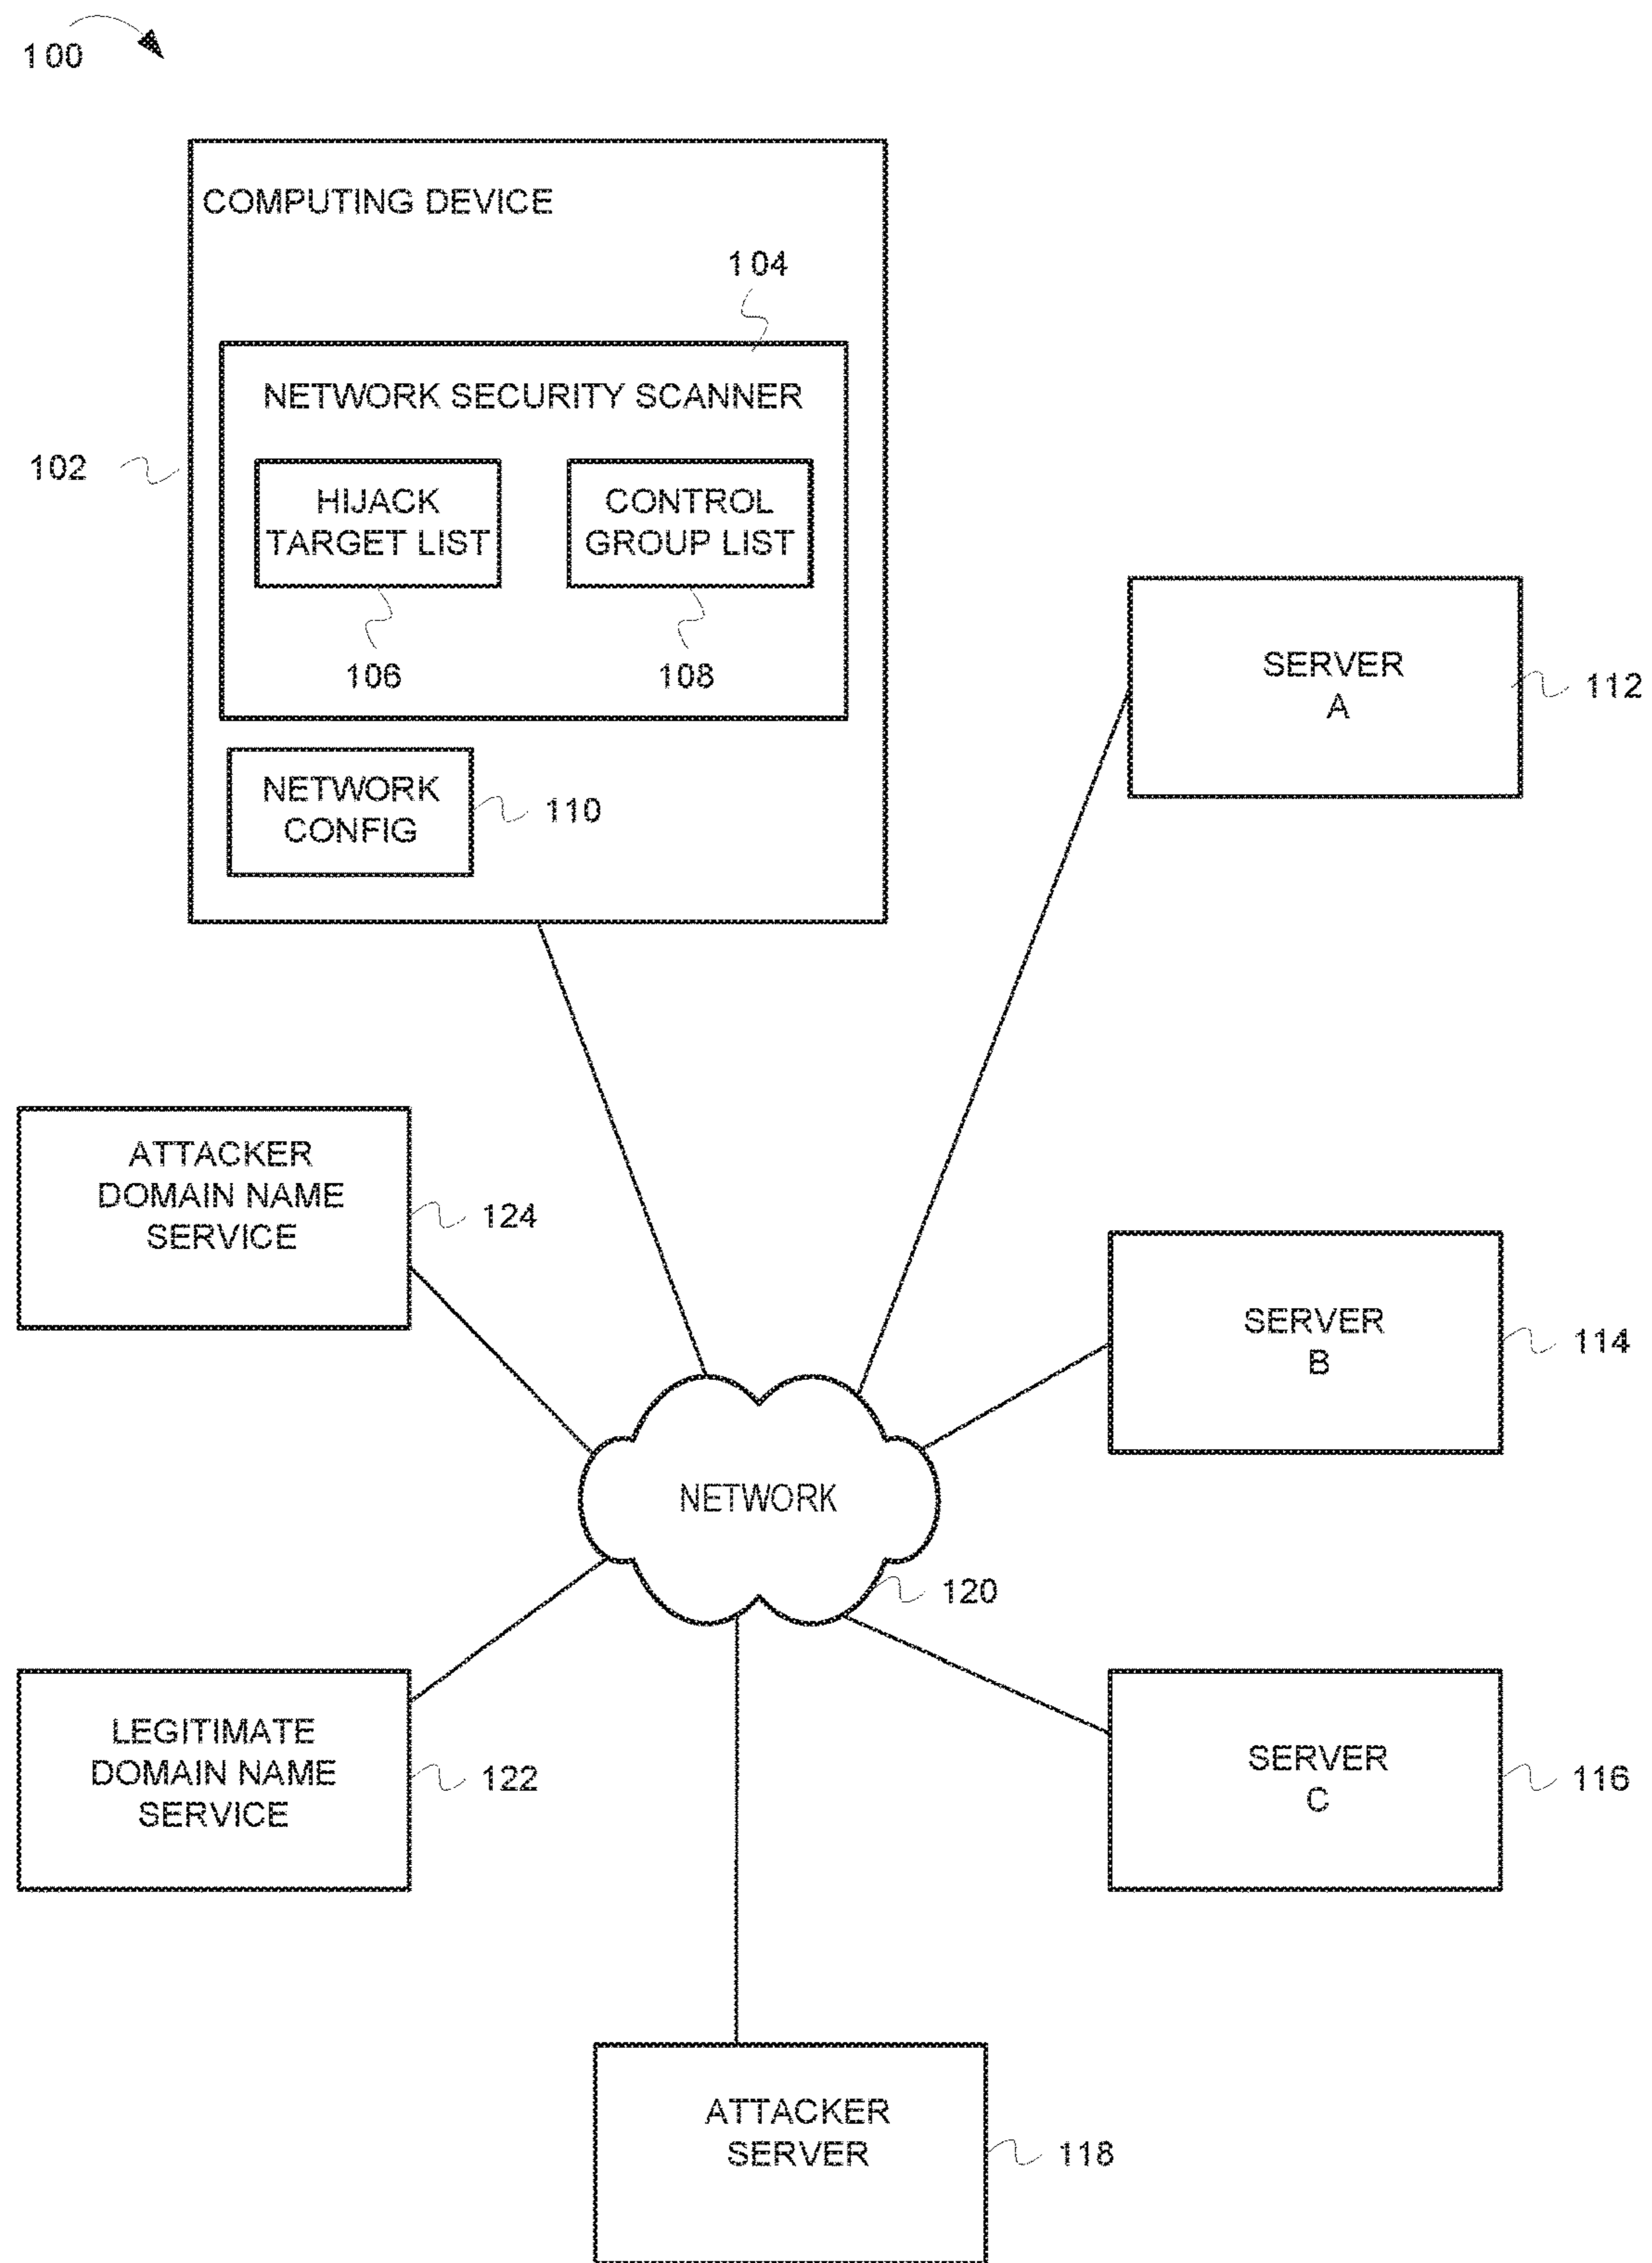 100
COMPUTING DEVICE
104
NETWORK SECURITY SCANNER
102
HIJACK
TARGET LIST
CONTROL
GROUP LIST
106
108
NETWORK
CONFIG
110
SERVER
A
112
ATTACKER
DOMAIN NAME
SERVICE
124
SERVER
B
114
NETWORK
120
LEGITIMATE
DOMAIN NAME
SERVICE
122
SERVER
C
116
ATTACKER
SERVER
118